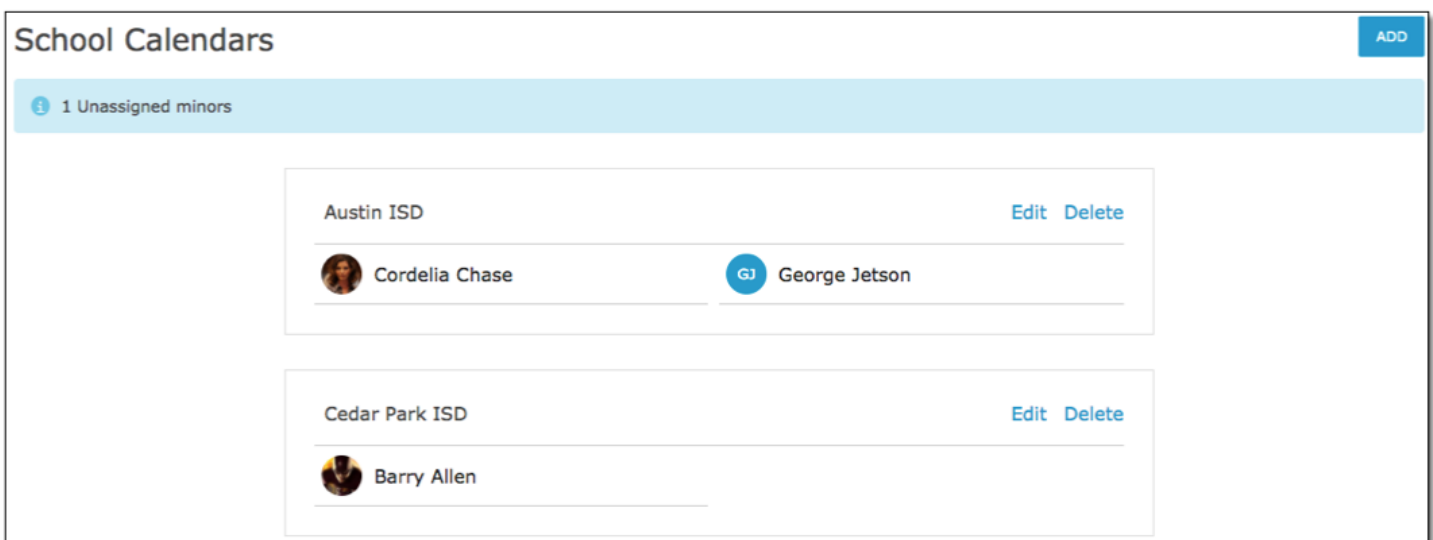 School Calendars
ADD
1 Unassigned minors
Austin ISD
Edit Delete
Cordelia Chase
GJ George Jetson
Cedar Park ISD
Edit Delete
Barry Allen